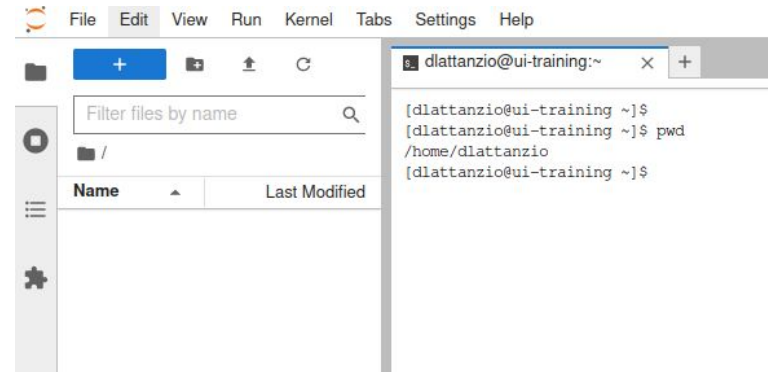 File Edit View Run Kernel Tabs Settings Help
+
Filter files by name
/
Name Last Modified
dlattanzio@ui-training:~ × +
[dlattanzio@ui-training ~]$
[dlattanzio@ui-training ~]$ pwd
/home/dlattanzio
[dlattanzio@ui-training ~]$